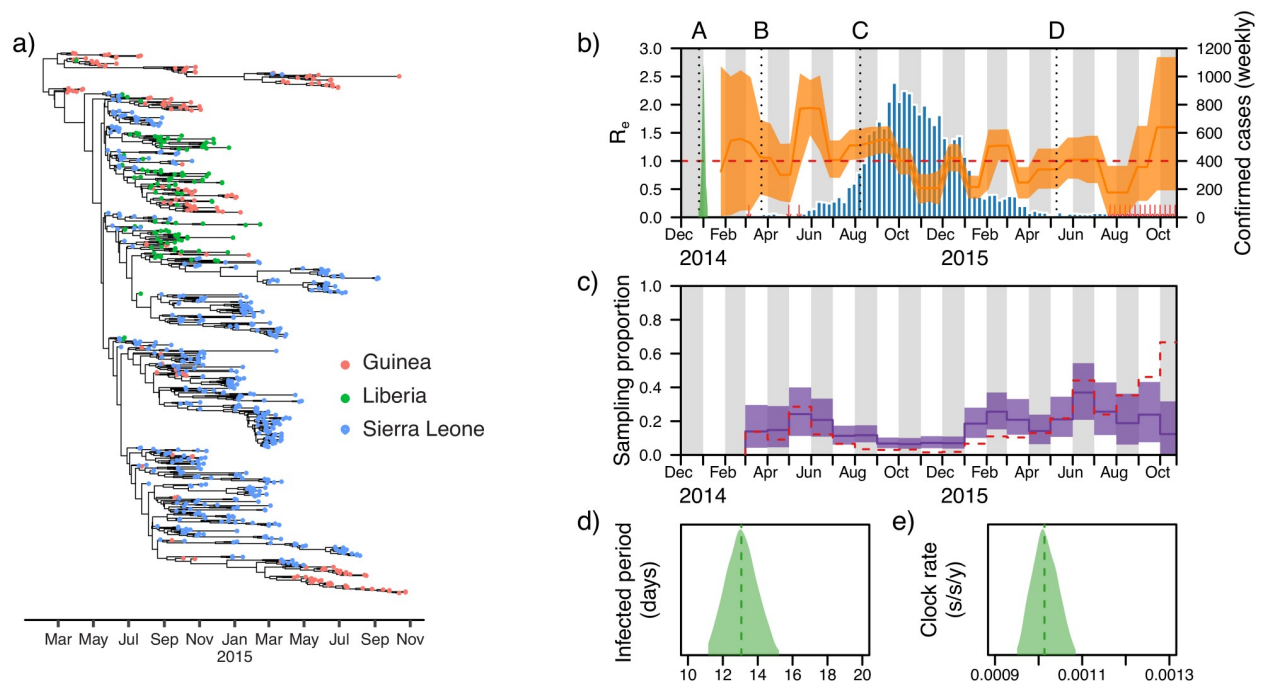 a)
Guinea
Liberia
Sierra Leone
Mar May Jul Sep Nov Jan Mar May Jul Sep Nov
2015
b)
A B C D
3.0
2.5
2.0
1.5
1.0
0.5
0.0
Re
1200
1000
800
600
400
200
0
Confirmed cases (weekly)
Dec Feb Apr Jun Aug Oct Dec Feb Apr Jun Aug Oct
2014 2015
c)
1.0
0.8
0.6
0.4
0.2
0.0
Sampling proportion
Dec Feb Apr Jun Aug Oct Dec Feb Apr Jun Aug Oct
2014 2015
d)
Infected period
(days)
10 12 14 16 18 20
e)
Clock rate
(s/s/y)
0.0009 0.0011 0.0013